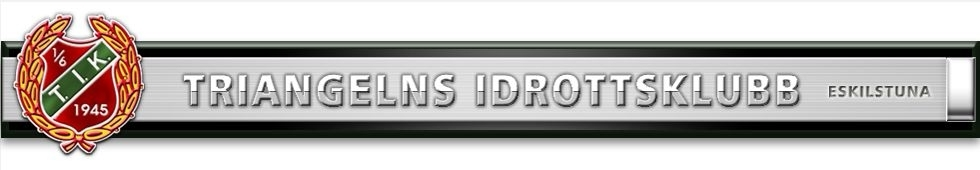 1/6
T. I. K.
1945
TRIANGELNS IDROTTSKLUBB ESKILSTUNA